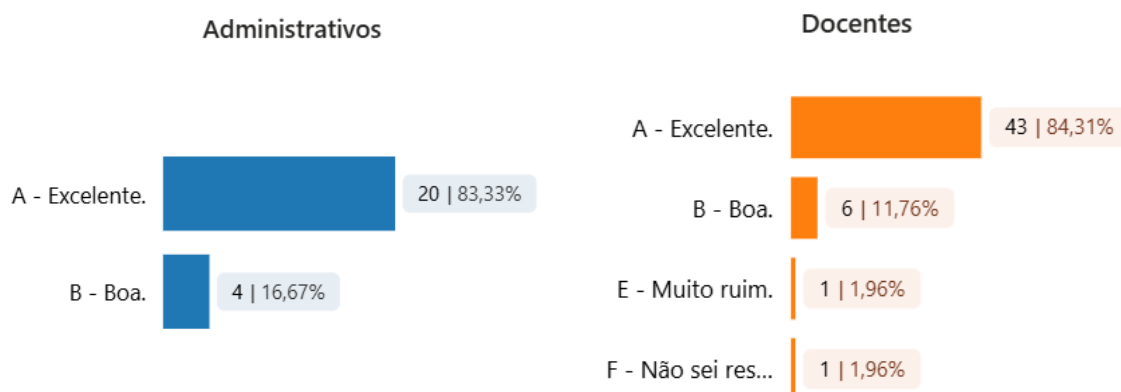 Administrativos
A - Excelente.
20 | 83,33%
B - Boa.
4 | 16,67%
Docentes
A - Excelente.
43 | 84,31%
B - Boa.
6 | 11,76%
E - Muito ruim.
1 | 1,96%
F - Não sei res...
1 | 1,96%